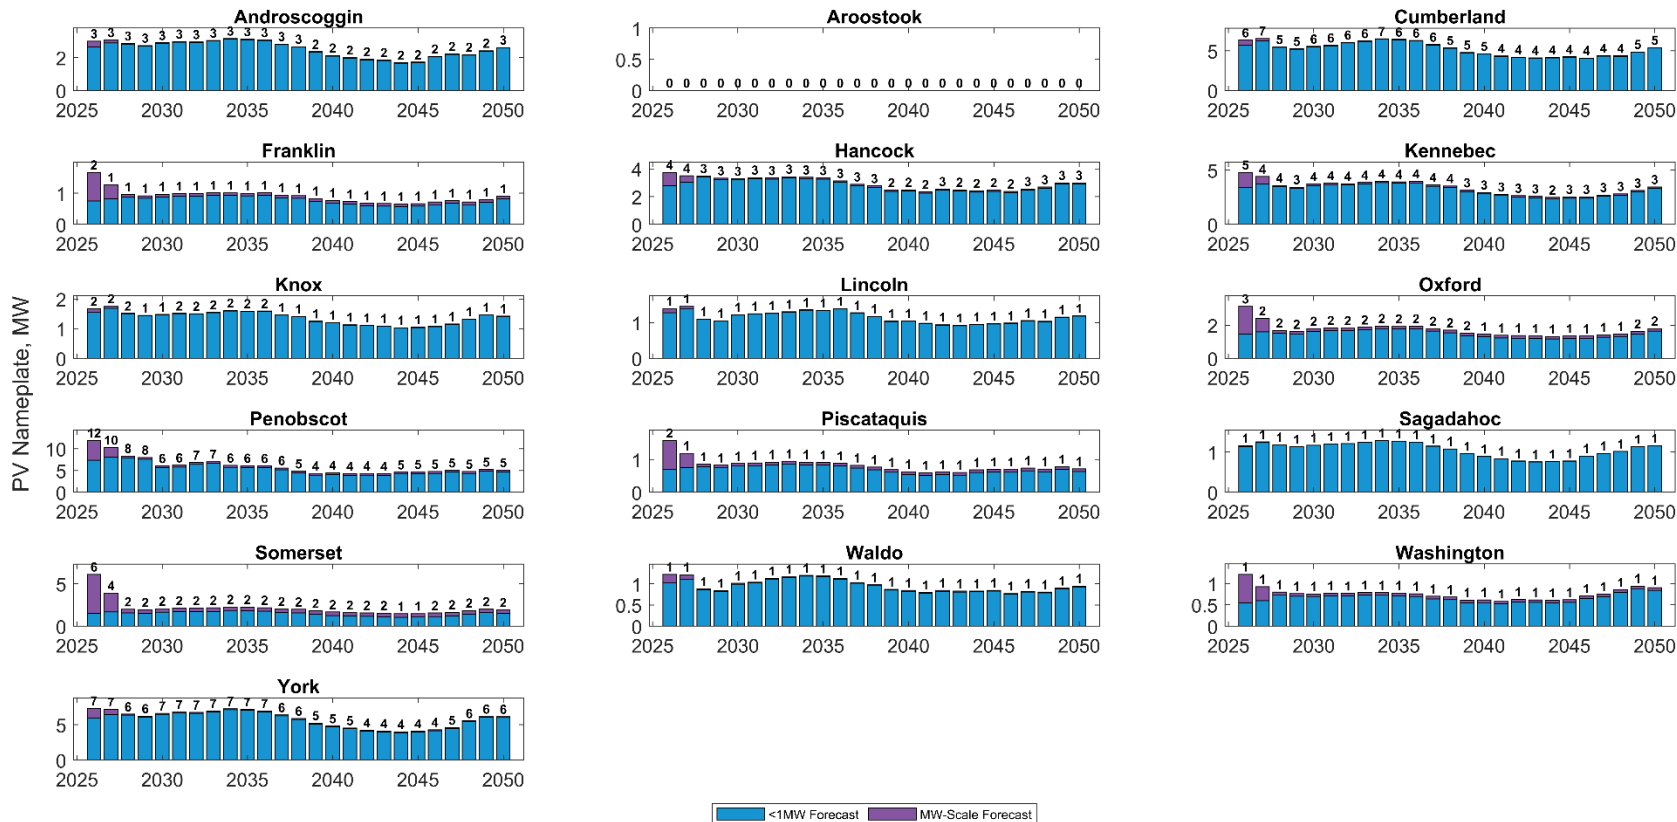 Androscoggin
3 3 3 3 3 3 3 3 3 3 3 3 3 2 2 2 2 2 2 2 2 2 2 2 3
2
0
2025 2030 2035 2040 2045 2050
Aroostook
1
0.5
0
0 0 0 0 0 0 0 0 0 0 0 0 0 0 0 0 0 0 0 0 0 0 0 0 0
2025 2030 2035 2040 2045 2050
Cumberland
6 7 5 5 6 6 6 6 7 6 6 6 5 5 5 4 4 4 4 4 4 4 4 5 5
5
0
2025 2030 2035 2040 2045 2050
Franklin
2 1 1 1 1 1 1 1 1 1 1 1 1 1 1 1 1 1 1 1 1 1 1 1 1
1
0
2025 2030 2035 2040 2045 2050
Hancock
4 4 3 3 3 3 3 3 3 3 3 3 3 2 2 2 3 2 2 2 2 2 3 3 3
4
2
0
2025 2030 2035 2040 2045 2050
Kennebec
5 4 4 3 4 4 4 4 4 4 4 4 4 3 3 3 3 3 2 3 3 3 3 3 3
5
0
2025 2030 2035 2040 2045 2050
PV Nameplate, MW
Knox
2 2 2 1 1 2 2 2 2 2 2 1 1 1 1 1 1 1 1 1 1 1 1 1 1
2
1
0
2025 2030 2035 2040 2045 2050
Lincoln
1 1 1 1 1 1 1 1 1 1 1 1 1 1 1 1 1 1 1 1 1 1 1 1 1
1
0
2025 2030 2035 2040 2045 2050
Oxford
3 2 2 2 2 2 2 2 2 2 2 2 2 2 1 1 1 1 1 1 1 1 1 2 2
2
0
2025 2030 2035 2040 2045 2050
Penobscot
12 10 8 8 6 6 7 7 6 6 6 6 5 4 4 4 4 4 5 5 5 5 5 5 5
10
5
0
2025 2030 2035 2040 2045 2050
Piscataquis
2 1 1 1 1 1 1 1 1 1 1 1 1 1 1 1 1 1 1 1 1 1 1 1 1
1
0
2025 2030 2035 2040 2045 2050
Sagadahoc
1 1 1 1 1 1 1 1 1 1 1 1 1 1 1 1 1 1 1 1 1 1 1 1 1
1
0
2025 2030 2035 2040 2045 2050
Somerset
6 4 2 2 2 2 2 2 2 2 2 2 2 2 2 2 2 2 1 1 2 2 2 2 2
5
0
2025 2030 2035 2040 2045 2050
Waldo
1 1 1 1 1 1 1 1 1 1 1 1 1 1 1 1 1 1 1 1 1 1 1 1 1
1
0.5
0
2025 2030 2035 2040 2045 2050
Washington
1 1 1 1 1 1 1 1 1 1 1 1 1 1 1 1 1 1 1 1 1 1 1 1 1
1
0.5
0
2025 2030 2035 2040 2045 2050
York
7 7 6 6 7 7 7 7 7 7 7 6 6 5 5 5 4 4 4 4 4 5 6 6 6
5
0
2025 2030 2035 2040 2045 2050
<1MW Forecast MW-Scale Forecast